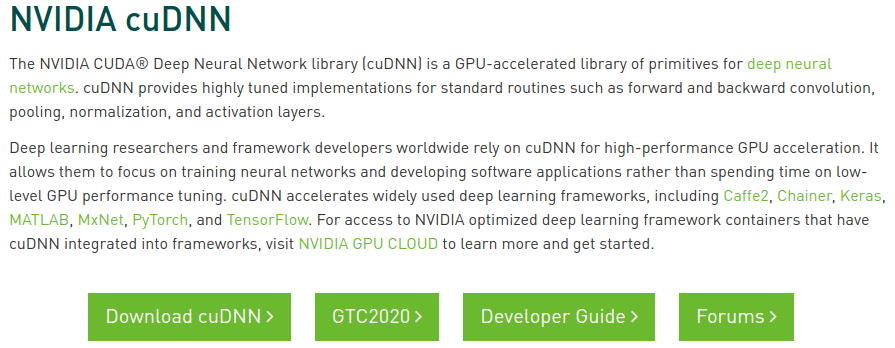 NVIDIA cuDNN
The NVIDIA CUDA® Deep Neural Network library (cuDNN) is a GPU-accelerated library of primitives for deep neural
networks. cuDNN provides highly tuned implementations for standard routines such as forward and backward convolution,
pooling, normalization, and activation layers.
Deep learning researchers and framework developers worldwide rely on cuDNN for high-performance GPU acceleration. It
allows them to focus on training neural networks and developing software applications rather than spending time on low-
level GPU performance tuning. cuDNN accelerates widely used deep learning frameworks, including Caffe2, Chainer, Keras,
MATLAB, MxNet, PyTorch, and TensorFlow. For access to NVIDIA optimized deep learning framework containers that have
cuDNN integrated into frameworks, visit NVIDIA GPU CLOUD to learn more and get started.
Download cuDNN > GTC2020 > Developer Guide > Forums >